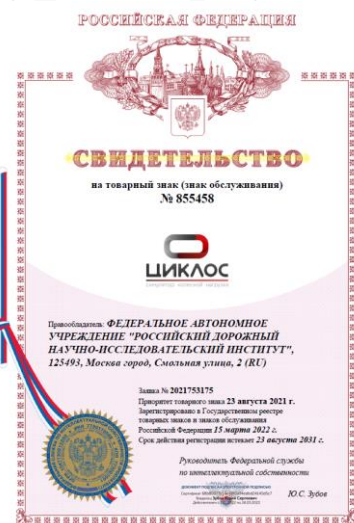 РОССИЙСКАЯ ФЕДЕРАЦИЯ
СВИДЕТЕЛЬСТВО
на товарный знак (знак обслуживания)
№ 855458
ЦИКЛОС
Правообладатель: ФЕДЕРАЛЬНОЕ АВТОНОМНОЕ
УЧРЕЖДЕНИЕ "РОССИЙСКИЙ ДОРОЖНЫЙ
НАУЧНО-ИССЛЕДОВАТЕЛЬСКИЙ ИНСТИТУТ",
125493, Москва город, Смольная улица, 2 (RU)
Заявка № 2021753175
Приоритет товарного знака 23 августа 2021 г.
Зарегистрировано в Государственном реестре
товарных знаков и знаков обслуживания
Российской Федерации 15 марта 2022 г.
Срок действия регистрации истекает 23 августа 2031 г.
Руководитель Федеральной службы
по интеллектуальной собственности
Ю.С. Зубов